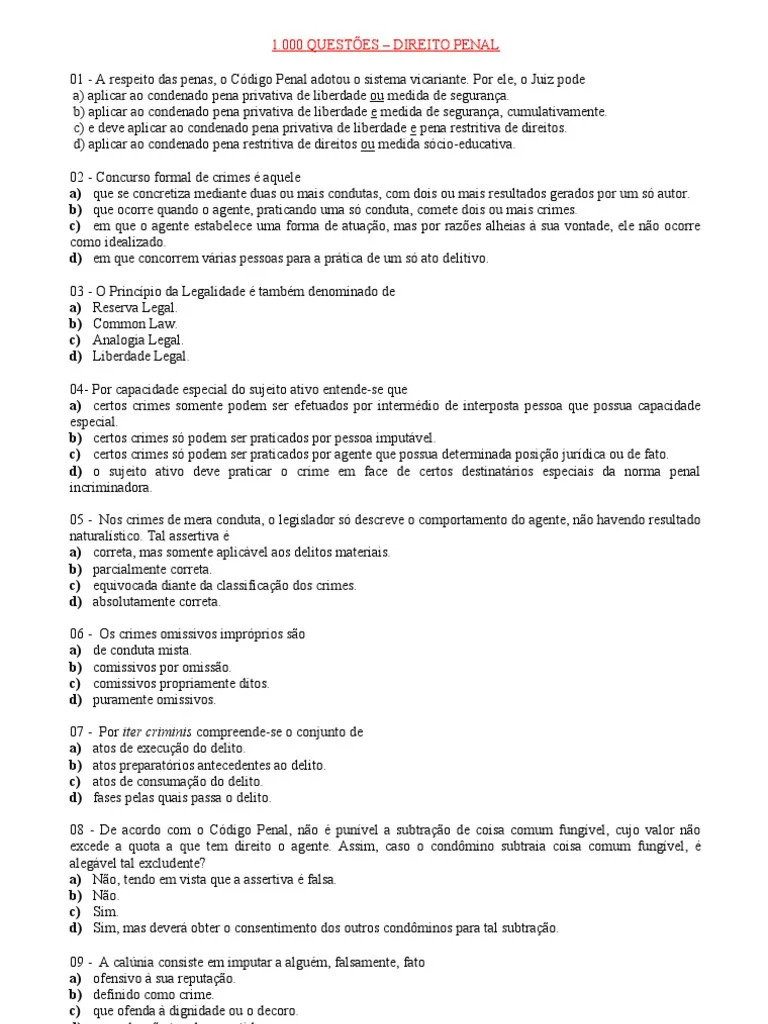 1.000 QUESTÕES – DIREITO PENAL
01 - A respeito das penas, o Código Penal adotou o sistema vicariante. Por ele, o Juiz pode
a) aplicar ao condenado pena privativa de liberdade ou medida de segurança.
b) aplicar ao condenado pena privativa de liberdade e medida de segurança, cumulativamente.
c) e deve aplicar ao condenado pena privativa de liberdade e pena restritiva de direitos.
d) aplicar ao condenado pena restritiva de direitos ou medida sócio-educativa.
02 - Concurso formal de crimes é aquele
a) que se concretiza mediante duas ou mais condutas, com dois ou mais resultados gerados por um só autor.
b) que ocorre quando o agente, praticando uma só conduta, comete dois ou mais crimes.
c) em que o agente estabelece uma forma de atuação, mas por razões alheias à sua vontade, ele não ocorre
como idealizado.
d) em que concorrem várias pessoas para a prática de um só ato delitivo.
03 - O Princípio da Legalidade é também denominado de
a) Reserva Legal.
b) Common Law.
c) Analogia Legal.
d) Liberdade Legal.
04- Por capacidade especial do sujeito ativo entende-se que
a) certos crimes somente podem ser efetuados por intermédio de interposta pessoa que possua capacidade
especial.
b) certos crimes só podem ser praticados por pessoa imputável.
c) certos crimes só podem ser praticados por agente que possua determinada posição jurídica ou de fato.
d) o sujeito ativo deve praticar o crime em face de certos destinatários especiais da norma penal
incriminadora.
05 - Nos crimes de mera conduta, o legislador só descreve o comportamento do agente, não havendo resultado
naturalístico. Tal assertiva é
a) correta, mas somente aplicável aos delitos materiais.
b) parcialmente correta.
c) equivocada diante da classificação dos crimes.
d) absolutamente correta.
06 - Os crimes omissivos impróprios são
a) de conduta mista.
b) comissivos por omissão.
c) comissivos propriamente ditos.
d) puramente omissivos.
07 - Por iter criminis compreende-se o conjunto de
a) atos de execução do delito.
b) atos preparatórios antecedentes ao delito.
c) atos de consumação do delito.
d) fases pelas quais passa o delito.
08 - De acordo com o Código Penal, não é punível a subtração de coisa comum fungível, cujo valor não
excede a quota a que tem direito o agente. Assim, caso o condômino subtraia coisa comum fungível, é
alegável tal excludente?
a) Não, tendo em vista que a assertiva é falsa.
b) Não.
c) Sim.
d) Sim, mas deverá obter o consentimento dos outros condôminos para tal subtração.
09 - A calúnia consiste em imputar a alguém, falsamente, fato
a) ofensivo à sua reputação.
b) definido como crime.
c) que ofenda à dignidade ou o decoro.